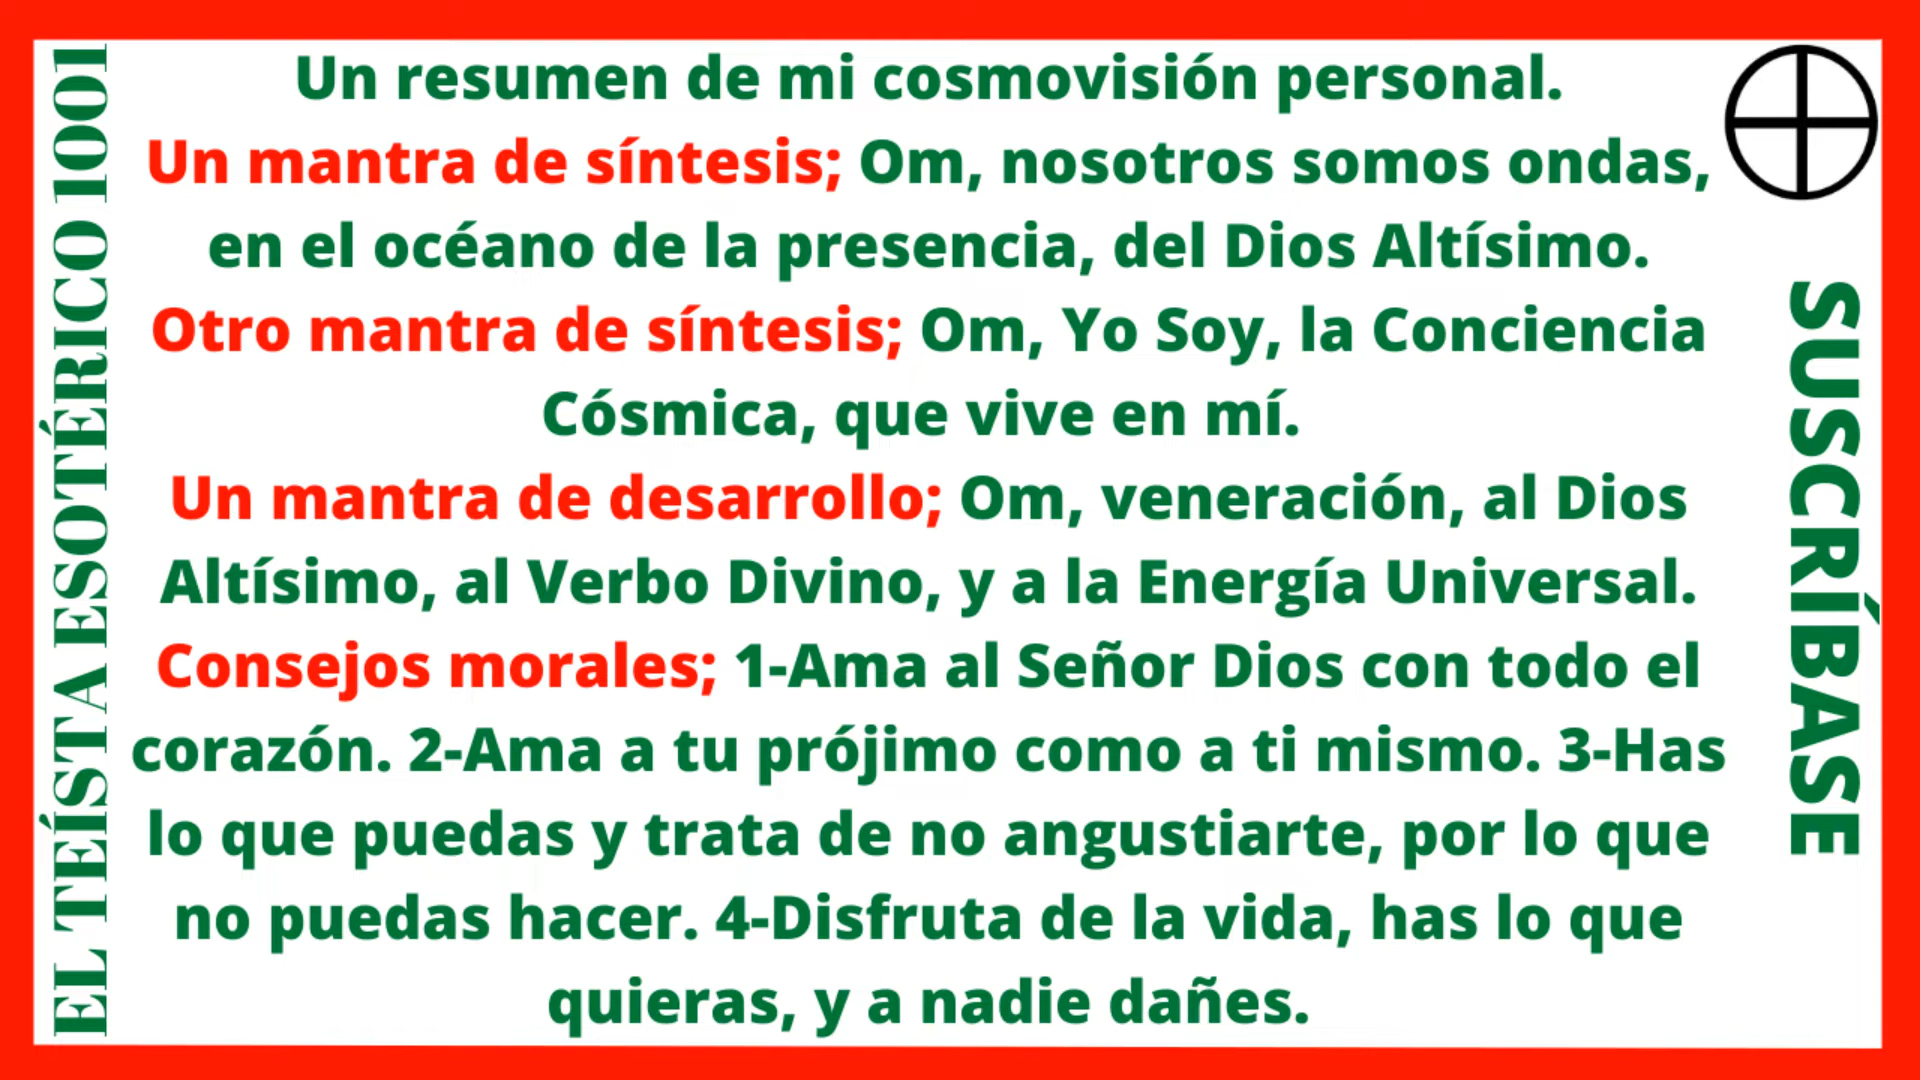 EL TEÍSTA ESOTÉRICO 1001
Un resumen de mi cosmovisión personal.
Un mantra de síntesis; Om, nosotros somos ondas,
en el océano de la presencia, del Dios Altísimo.
Otro mantra de síntesis; Om, Yo Soy, la Conciencia
Cósmica, que vive en mí.
Un mantra de desarrollo; Om, veneración, al Dios
Altísimo, al Verbo Divino, y a la Energía Universal.
Consejos morales; 1-Ama al Señor Dios con todo el
corazón. 2-Ama a tu prójimo como a ti mismo. 3-Has
lo que puedas y trata de no angustiarte, por lo que
no puedas hacer. 4-Disfruta de la vida, has lo que
quieras, y a nadie dañes.
SUSCRÍBASE